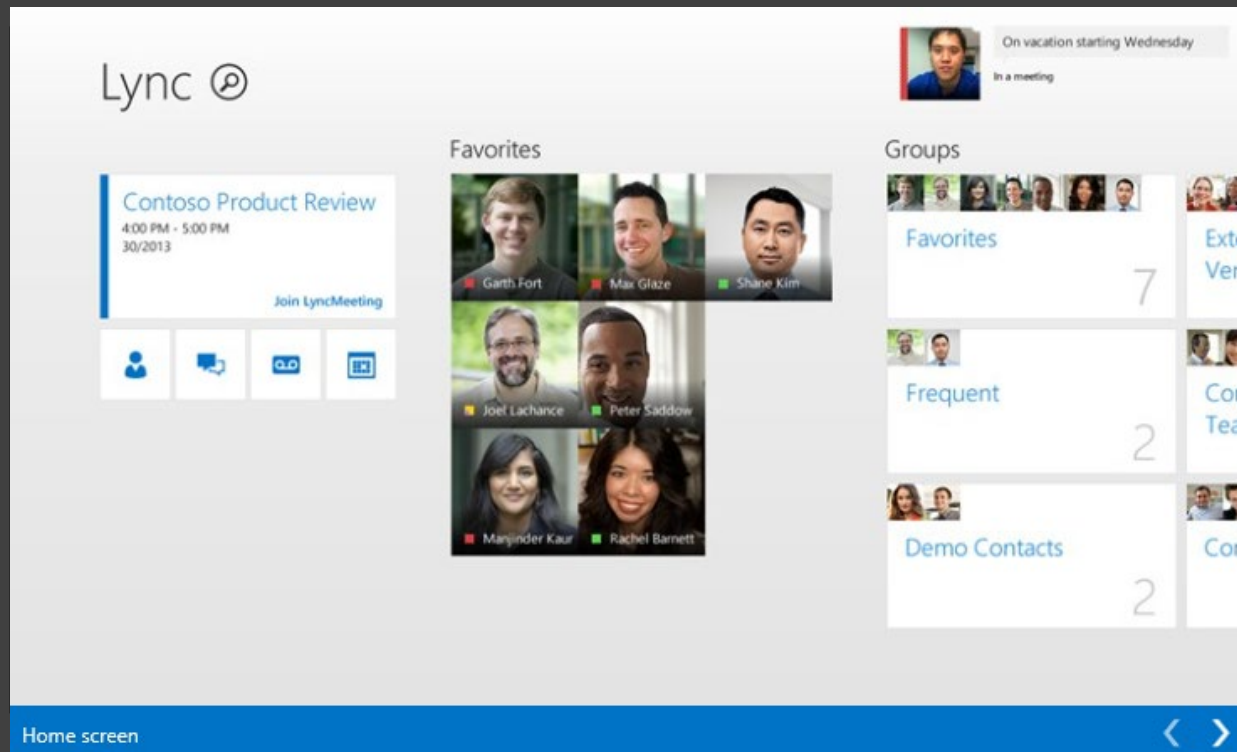 Lync
On vacation starting Wednesday
In a meeting
Contoso Product Review
4:00 PM - 5:00 PM
30/2013
Join LyncMeeting
Favorites
Garth Fort
Max Glaze
Shane Kim
Joel Lachance
Peter Saddow
Manjinder Kaur
Rachel Barnett
Groups
Favorites
7
Frequent
2
Demo Contacts
2
Home screen